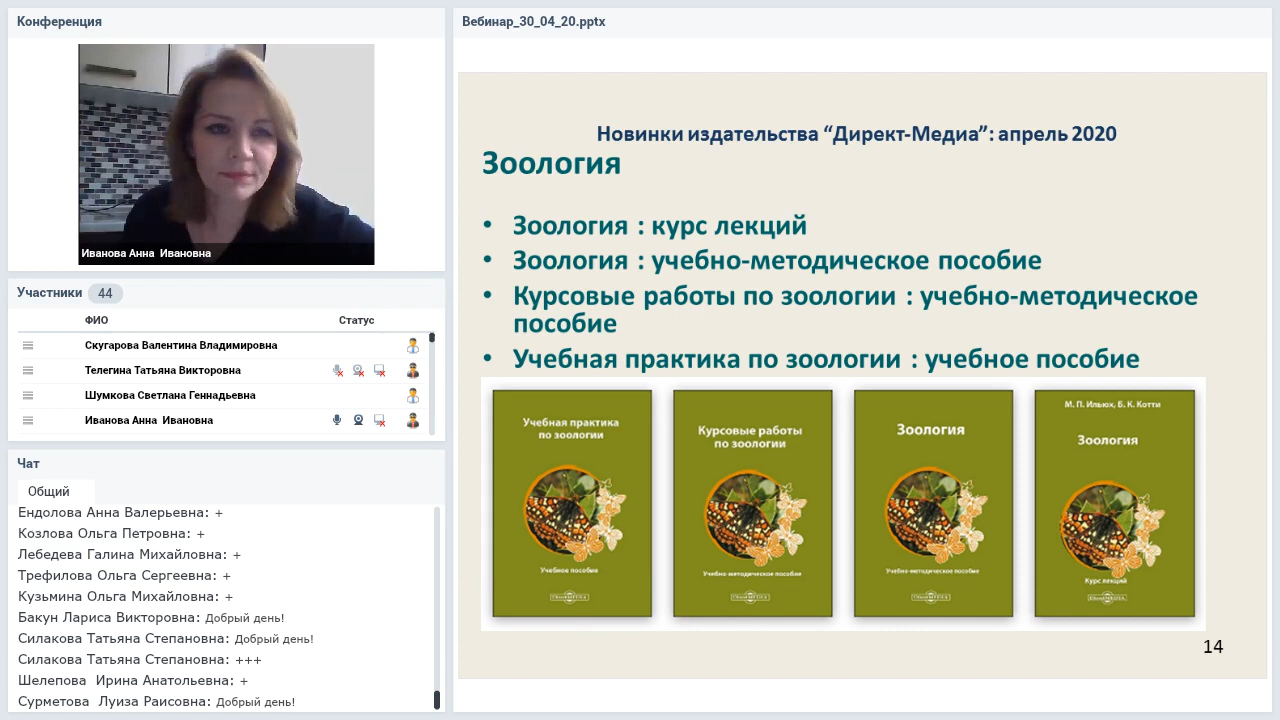 Конференция
Иванова Анна  Ивановна
Участники 44
ФИО Статус
Скугарова Валентина Владимировна
Телегина Татьяна Викторовна
Шумкова Светлана Геннадьевна
Иванова Анна  Ивановна
Чат
Общий
Ендолова Анна Валерьевна: +
Козлова Ольга Петровна: +
Лебедева Галина Михайловна: +
Трефилова Ольга Сергеевна: +
Кузьмина Ольга Михайловна: +
Бакун Лариса Викторовна: Добрый день!
Силакова Татьяна Степановна: Добрый день!
Силакова Татьяна Степановна: +++
Шелепова  Ирина Анатольевна: +
Сурметова  Луиза Раисовна: Добрый день!
Вебинар_30_04_20.pptx
Новинки издательства “Директ-Медиа”: апрель 2020
Зоология
• Зоология : курс лекций
• Зоология : учебно-методическое пособие
• Курсовые работы по зоологии : учебно-методическое
пособие
• Учебная практика по зоологии : учебное пособие
Учебная практика
по зоологии
Учебное пособие
Курсовые работы
по зоологии
Учебно-методическое пособие
Зоология
Учебно-методическое пособие
М. П. Ильюх, Б. К. Котти
Зоология
Курс лекций
14